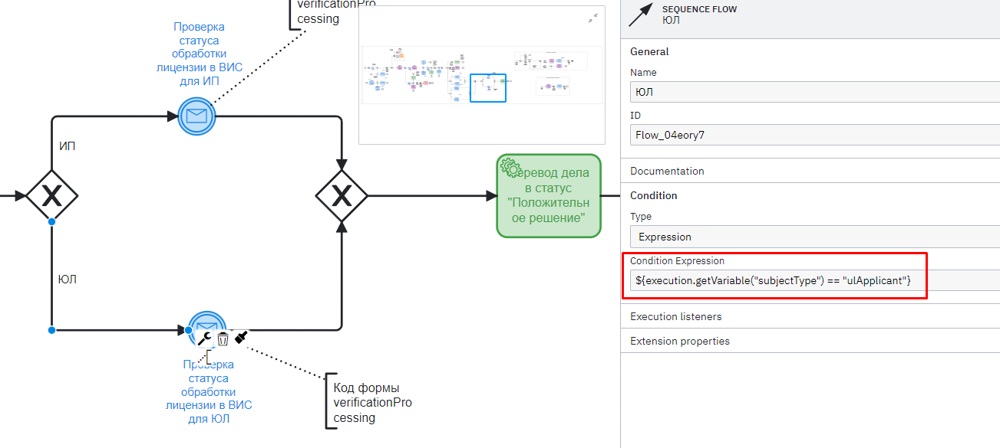 verificationPro
cessing
Проверка
статуса
обработки
лицензии в ВИС
для ИП
ИП
ЮЛ
Проверка
статуса
обработки
лицензии в ВИС
для ЮЛ
Код формы
verificationPro
cessing
еревод дела
в статус
"Положительн
ое решение"
SEQUENCE FLOW
ЮЛ
General
Name
ЮЛ
ID
Flow_04eory7
Documentation
Condition
Type
Expression
Condition Expression
${execution.getVariable("subjectType") == "ulApplicant"}
Execution listeners
Extension properties